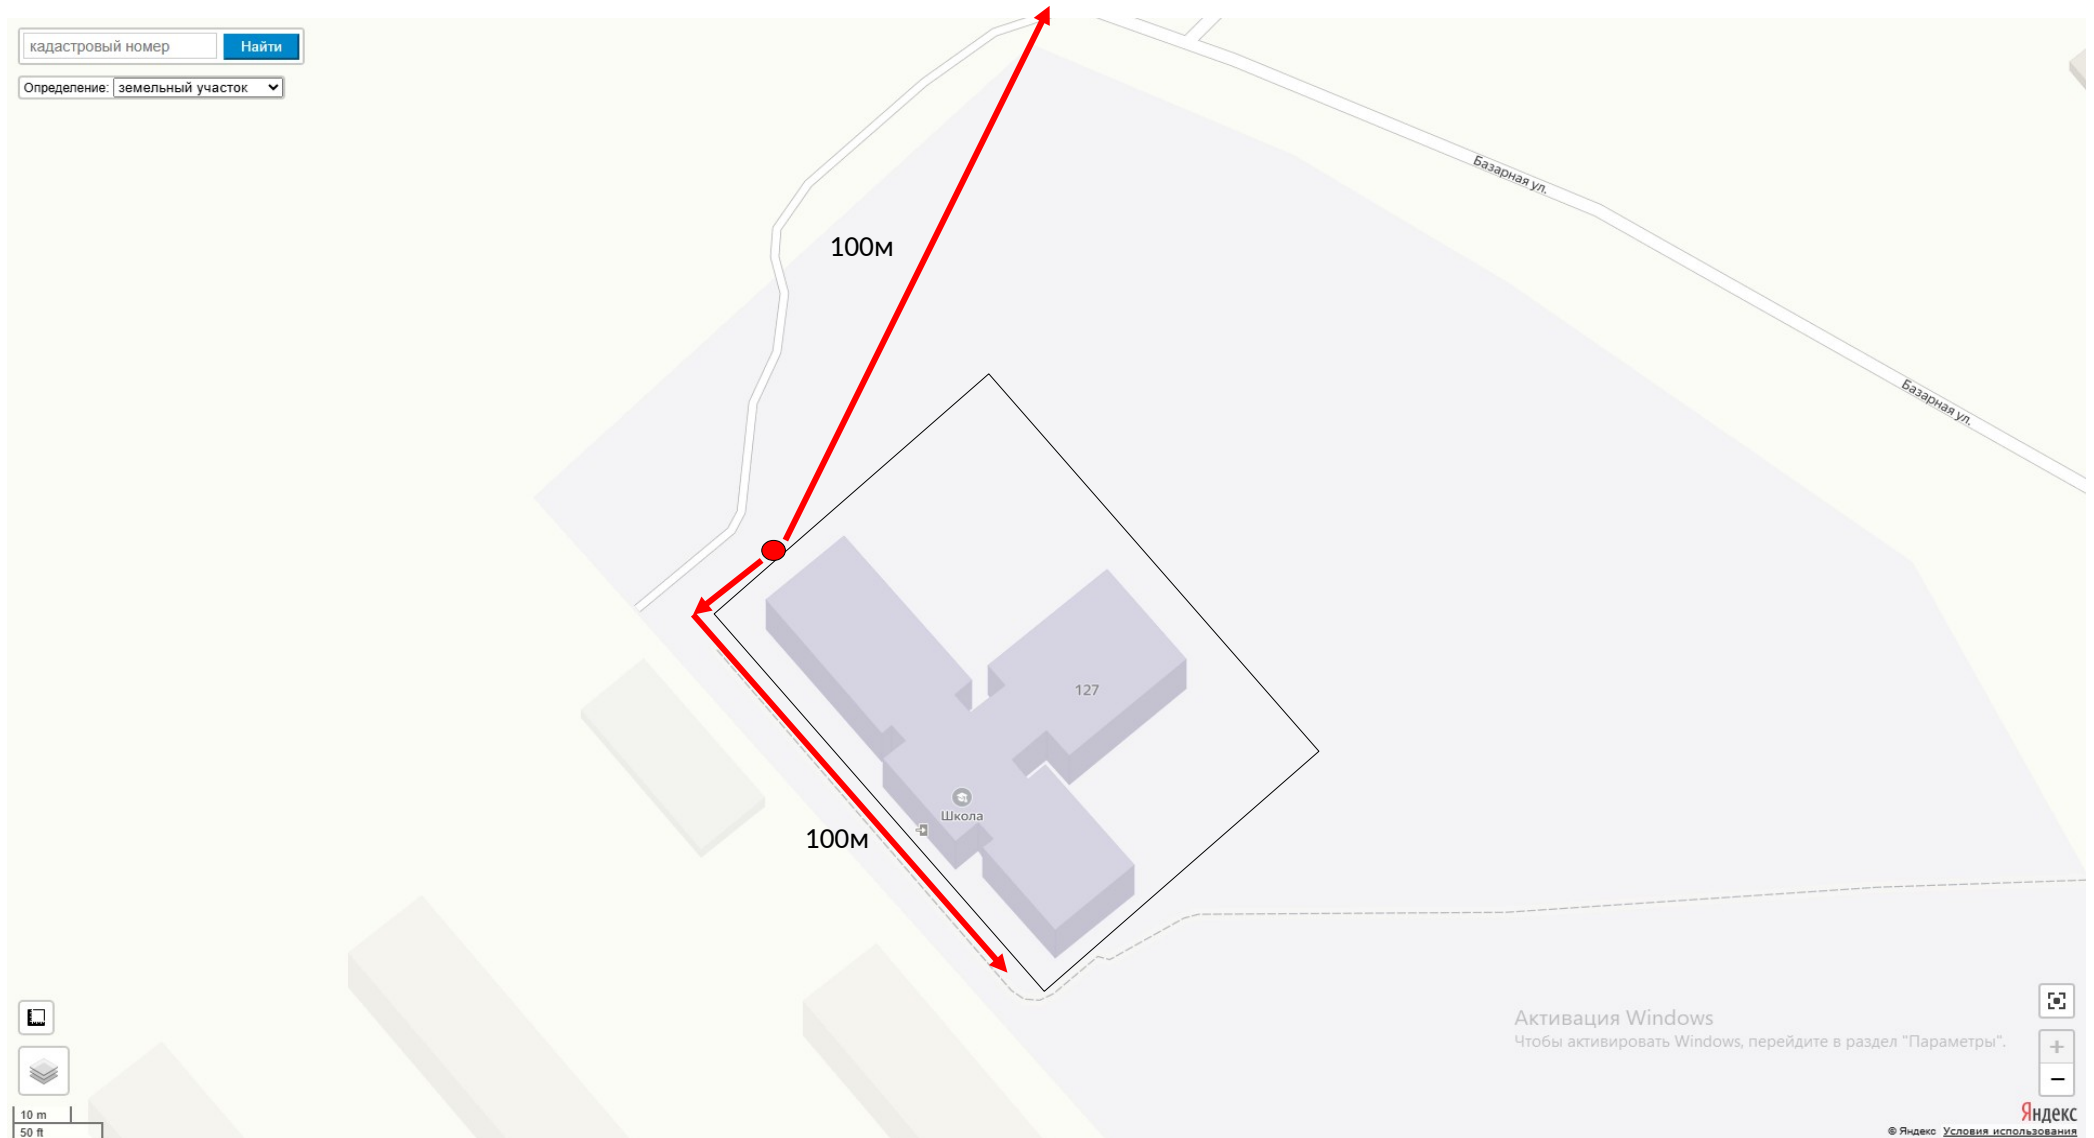 кадастровый номер
Найти
Определение: земельный участок
Базарная ул.
100м
Базарная ул.
127
Школа
100м
Активация Windows
Чтобы активировать Windows, перейдите в раздел "Параметры".
+
−
10 m
50 ft
Яндекс
© Яндекс Условия использования